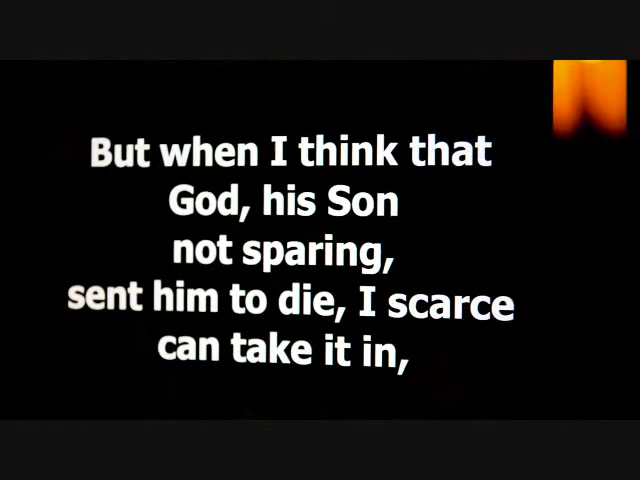 But when I think that
God, his Son
not sparing,
sent him to die, I scarce
can take it in,